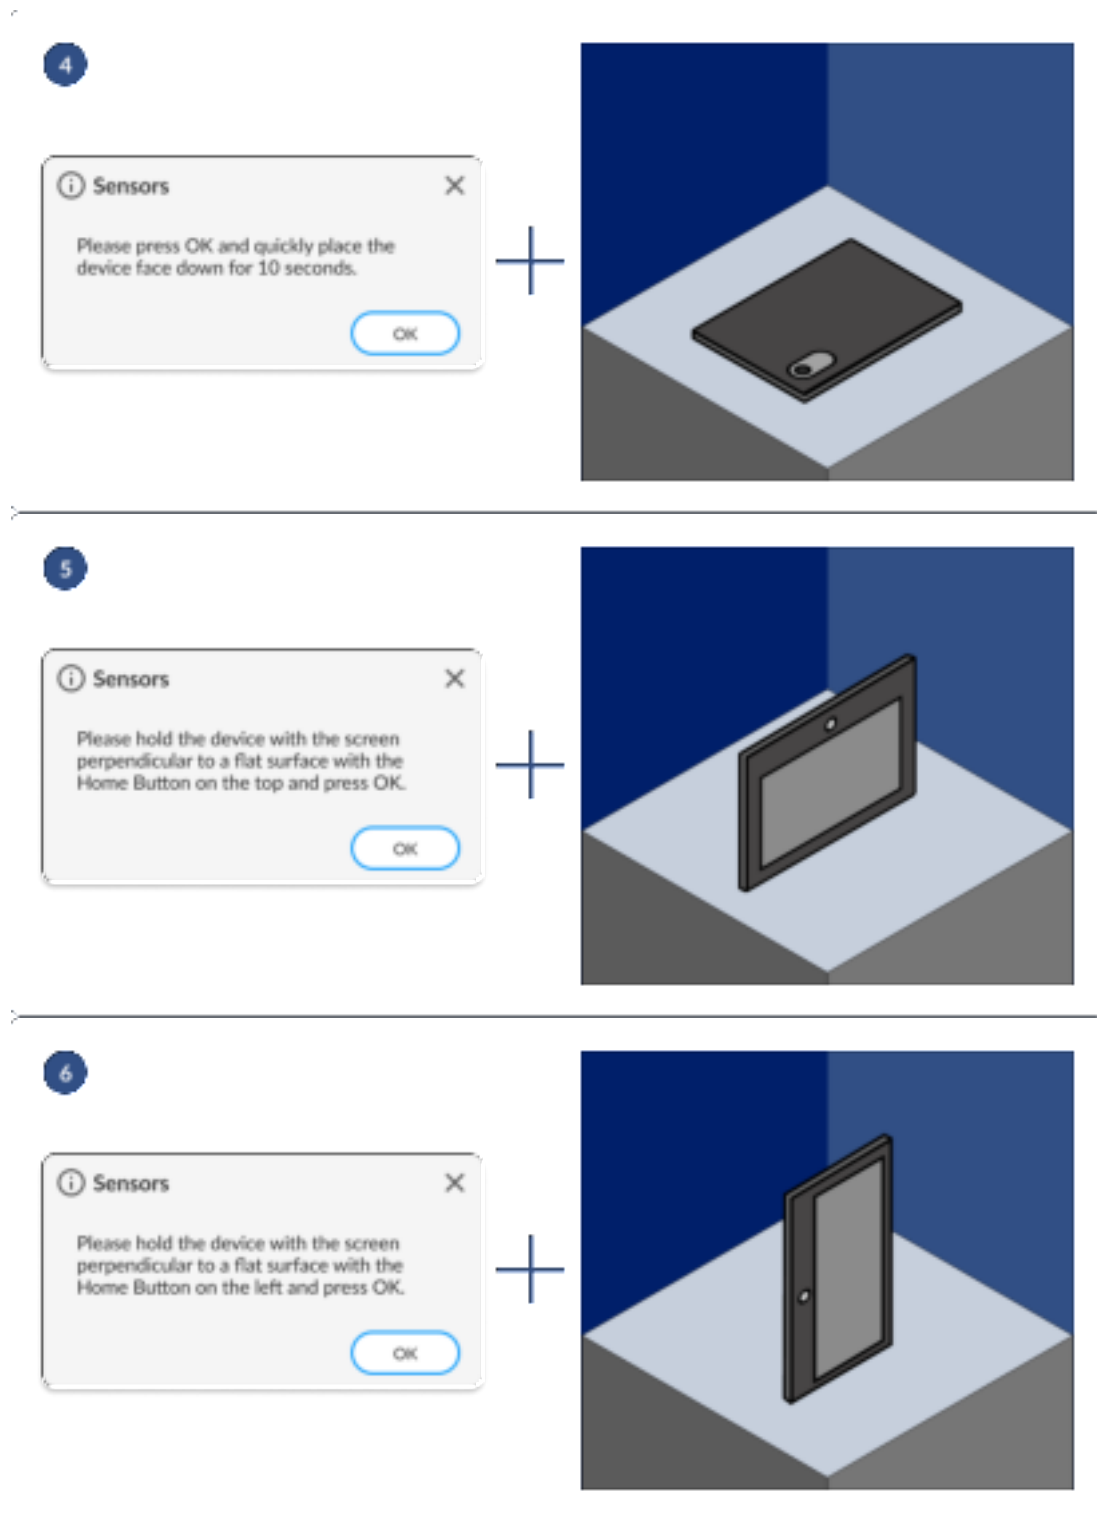 4
Sensors
Please press OK and quickly place the
device face down for 10 seconds.
OK
5
Sensors
Please hold the device with the screen
perpendicular to a flat surface with the
Home Button on the top and press OK.
OK
6
Sensors
Please hold the device with the screen
perpendicular to a flat surface with the
Home Button on the left and press OK.
OK